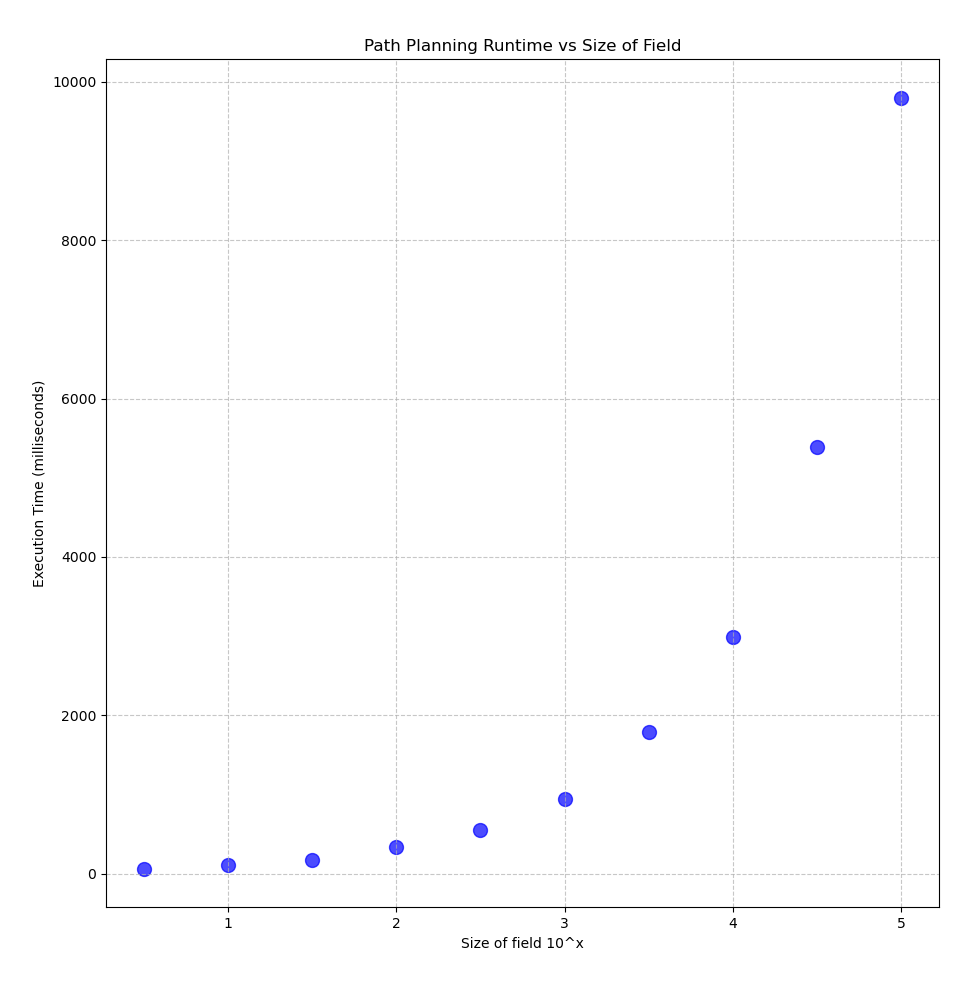 Path Planning Runtime vs Size of Field
10000
8000
6000
4000
2000
0
Execution Time (milliseconds)
1 2 3 4 5
Size of field 10^x